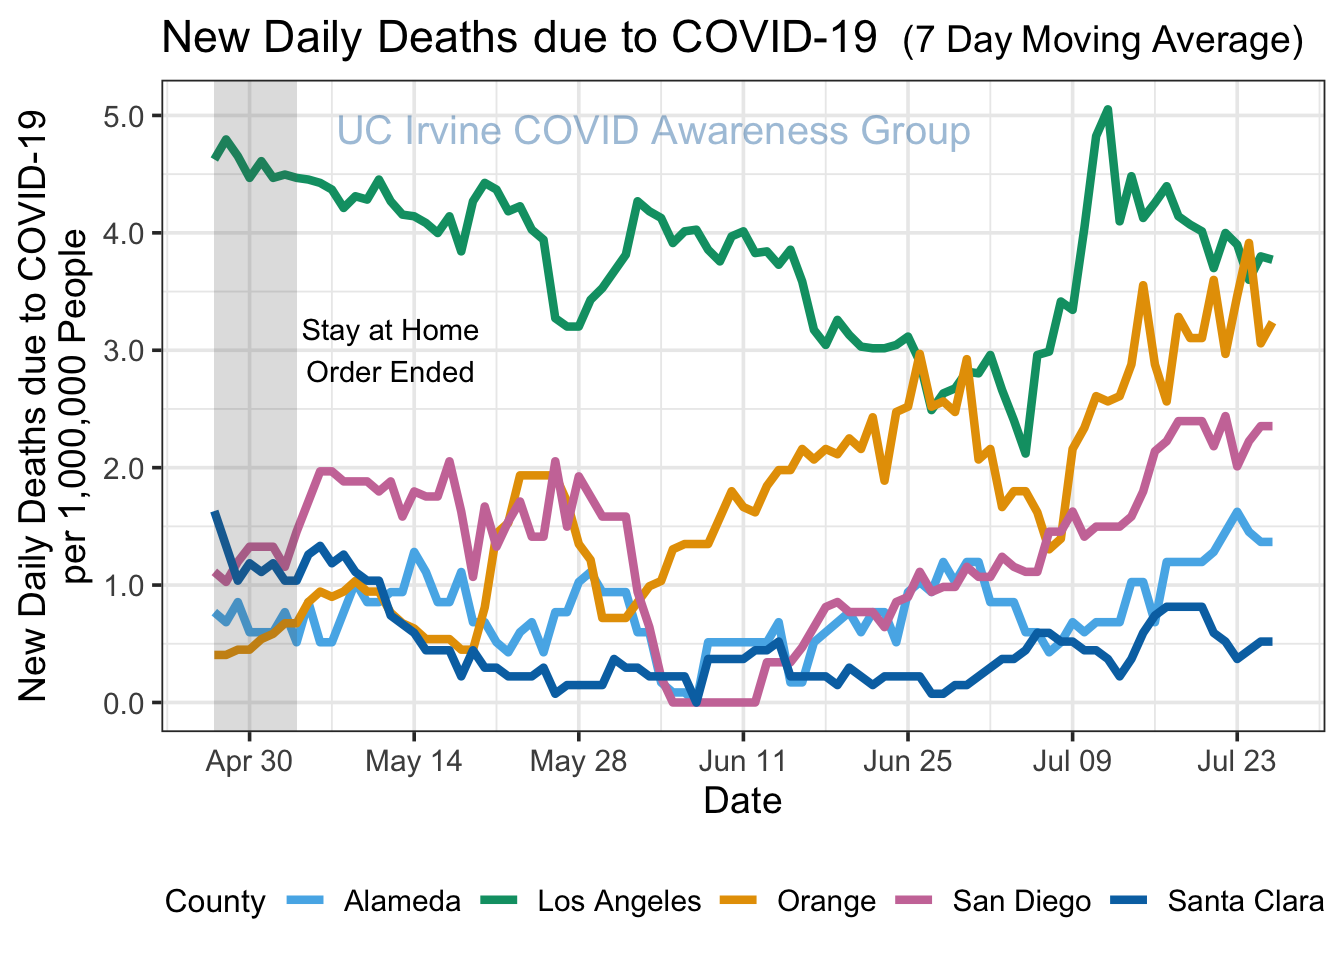 New Daily Deaths due to COVID-19 (7 Day Moving Average)
New Daily Deaths due to COVID-19
per 1,000,000 People
5.0
4.0
3.0
2.0
1.0
0.0
UC Irvine COVID Awareness Group
Stay at Home
Order Ended
Apr 30 May 14 May 28 Jun 11 Jun 25 Jul 09 Jul 23
Date
County Alameda Los Angeles Orange San Diego Santa Clara